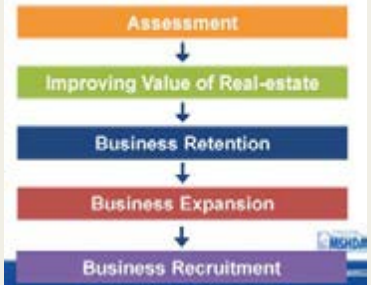 Assessment
Improving Value of Real-estate
Business Retention
Business Expansion
MSHDA
Business Recruitment